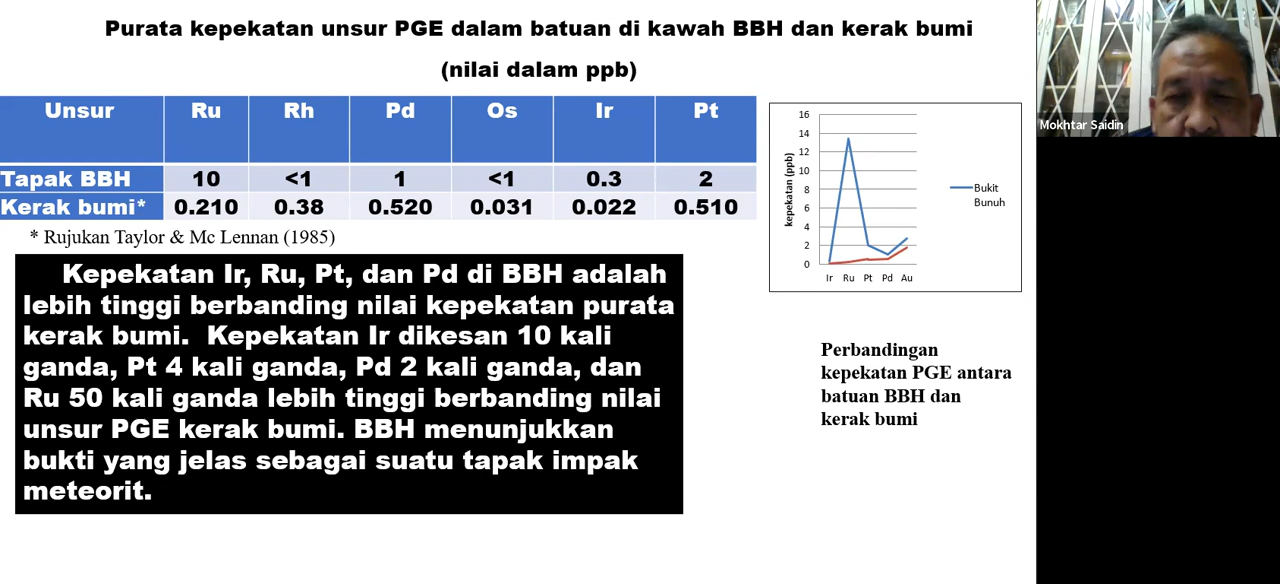 Purata kepekatan unsur PGE dalam batuan di kawah BBH dan kerak bumi
(nilai dalam ppb)
Unsur Ru Rh Pd Os Ir Pt
Tapak BBH 10 <1 1 <1 0.3 2
Kerak bumi* 0.210 0.38 0.520 0.031 0.022 0.510
* Rujukan Taylor & Mc Lennan (1985)
Kepekatan Ir, Ru, Pt, dan Pd di BBH adalah
lebih tinggi berbanding nilai kepekatan purata
kerak bumi. Kepekatan Ir dikesan 10 kali
ganda, Pt 4 kali ganda, Pd 2 kali ganda, dan
Ru 50 kali ganda lebih tinggi berbanding nilai
unsur PGE kerak bumi. BBH menunjukkan
bukti yang jelas sebagai suatu tapak impak
meteorit.
kepekatan (ppb)
16
14
12
10
8
6
4
2
0
Ir Ru Pt Pd Au
Bukit
Bunuh
Perbandingan
kepekatan PGE antara
batuan BBH dan
kerak bumi
Mokhtar Saidin